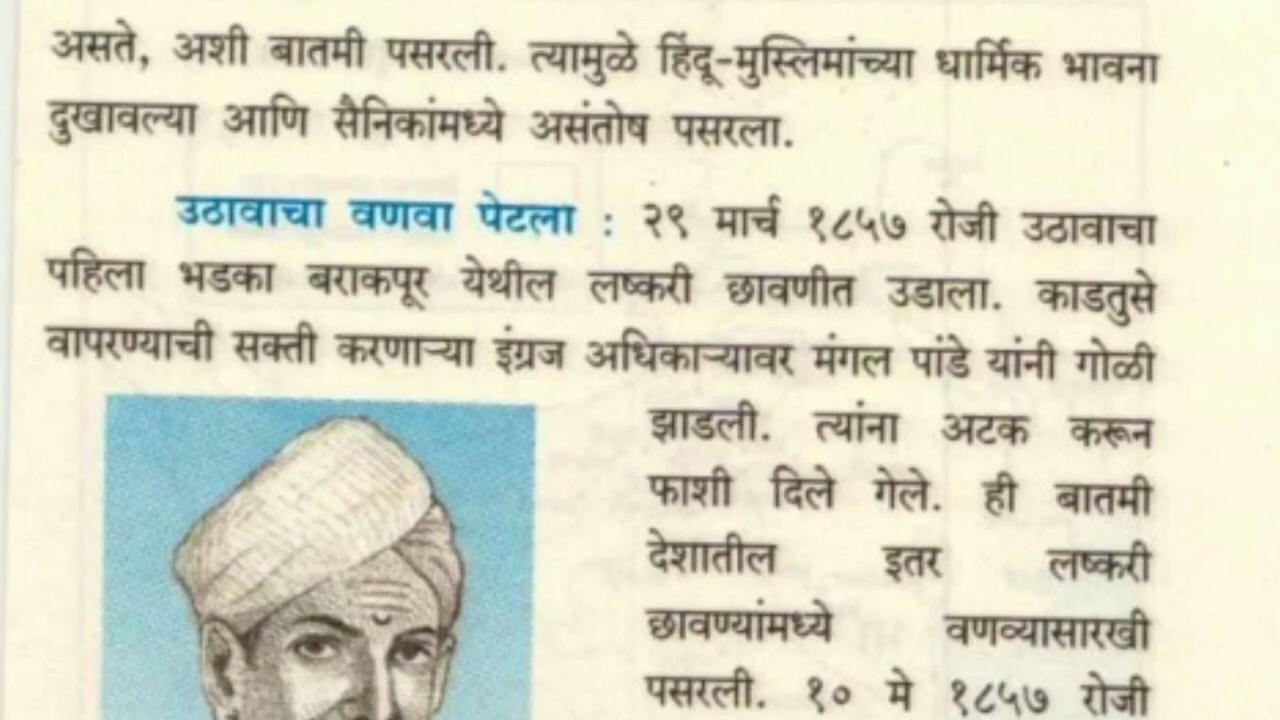 असते, अशी बातमी पसरली. त्यामुळे हिंदू-मुस्लिमांच्या धार्मिक भावना
दुखावल्या आणि सैनिकांमध्ये असंतोष पसरला.
उठावाचा वणवा पेटला : २९ मार्च १८५७ रोजी उठावाचा
पहिला भडका बराकपूर येथील लष्करी छावणीत उडाला. काडतुसे
वापरण्याची सक्ती करणाऱ्या इंग्रज अधिकाऱ्यावर मंगल पांडे यांनी गोळी
झाडली. त्यांना अटक करून
फाशी दिले गेले. ही बातमी
देशातील इतर लष्करी
छावण्यांमध्ये वणव्यासारखी
पसरली. १० मे १८५७ रोजी